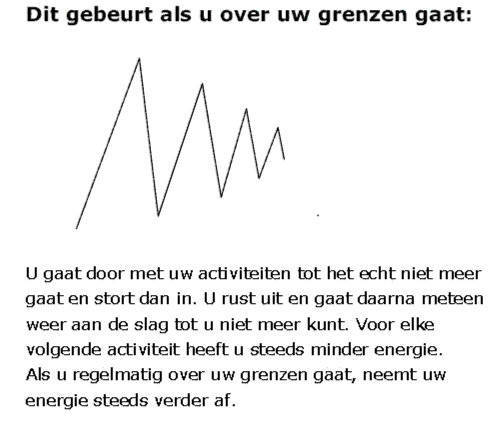 Dit gebeurt als u over uw grenzen gaat:
U gaat door met uw activiteiten tot het echt niet meer
gaat en stort dan in. U rust uit en gaat daarna meteen
weer aan de slag tot u niet meer kunt. Voor elke
volgende activiteit heeft u steeds minder energie.
Als u regelmatig over uw grenzen gaat, neemt uw
energie steeds verder af.